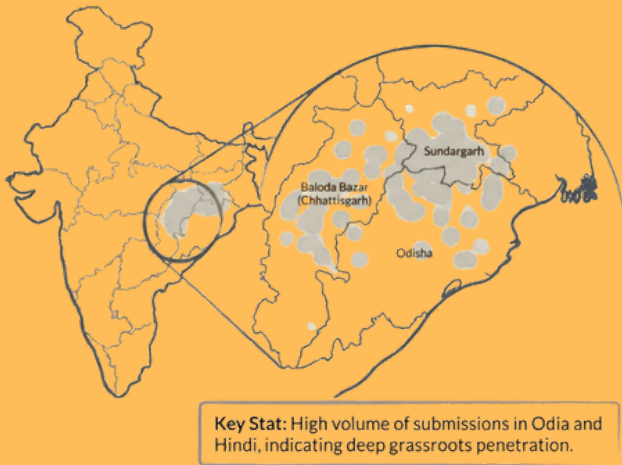 Sundargarh
Baloda Bazar
(Chhattisgarh)
Odisha
Key Stat: High volume of submissions in Odia and
Hindi, indicating deep grassroots penetration.